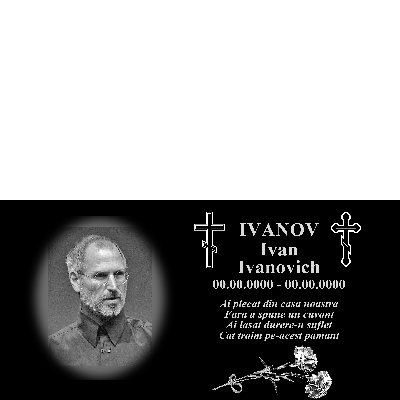 IVANOV
Ivan
Ivanovich
00.00.0000 - 00.00.0000
Ai plecat din casa noastra
Fara a spune un cuvant
Ai lasat durere-n suflet
Cat traim pe-acest pamant